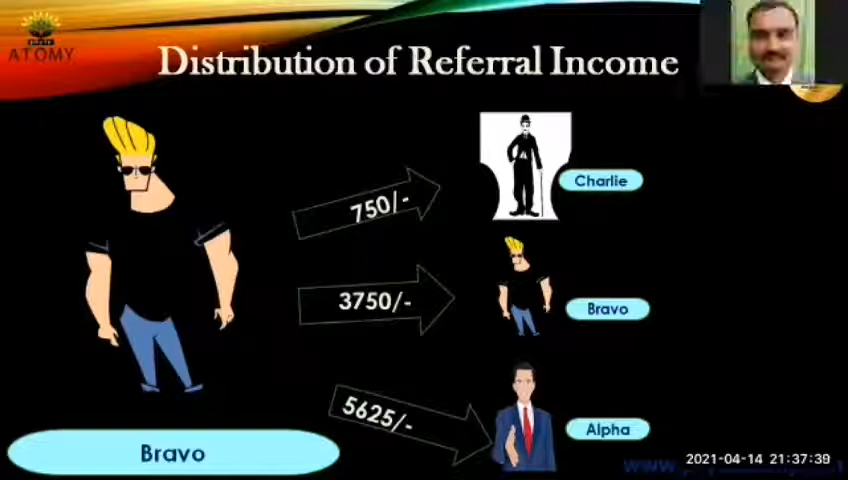 ATOMY
Distribution of Referral Income
750/-
Charlie
3750/-
Bravo
5625/-
Alpha
Bravo
2021-04-14 21:37:39